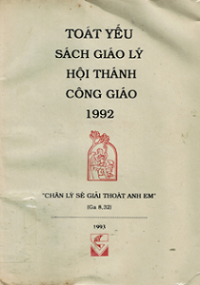 TOÁT YẾU
SÁCH GIÁO LÝ
HỘI THÁNH
CÔNG GIÁO
1992
"CHÂN LÝ SẼ GIẢI THOÁT ANH EM"
(Ga 8,32)
1993